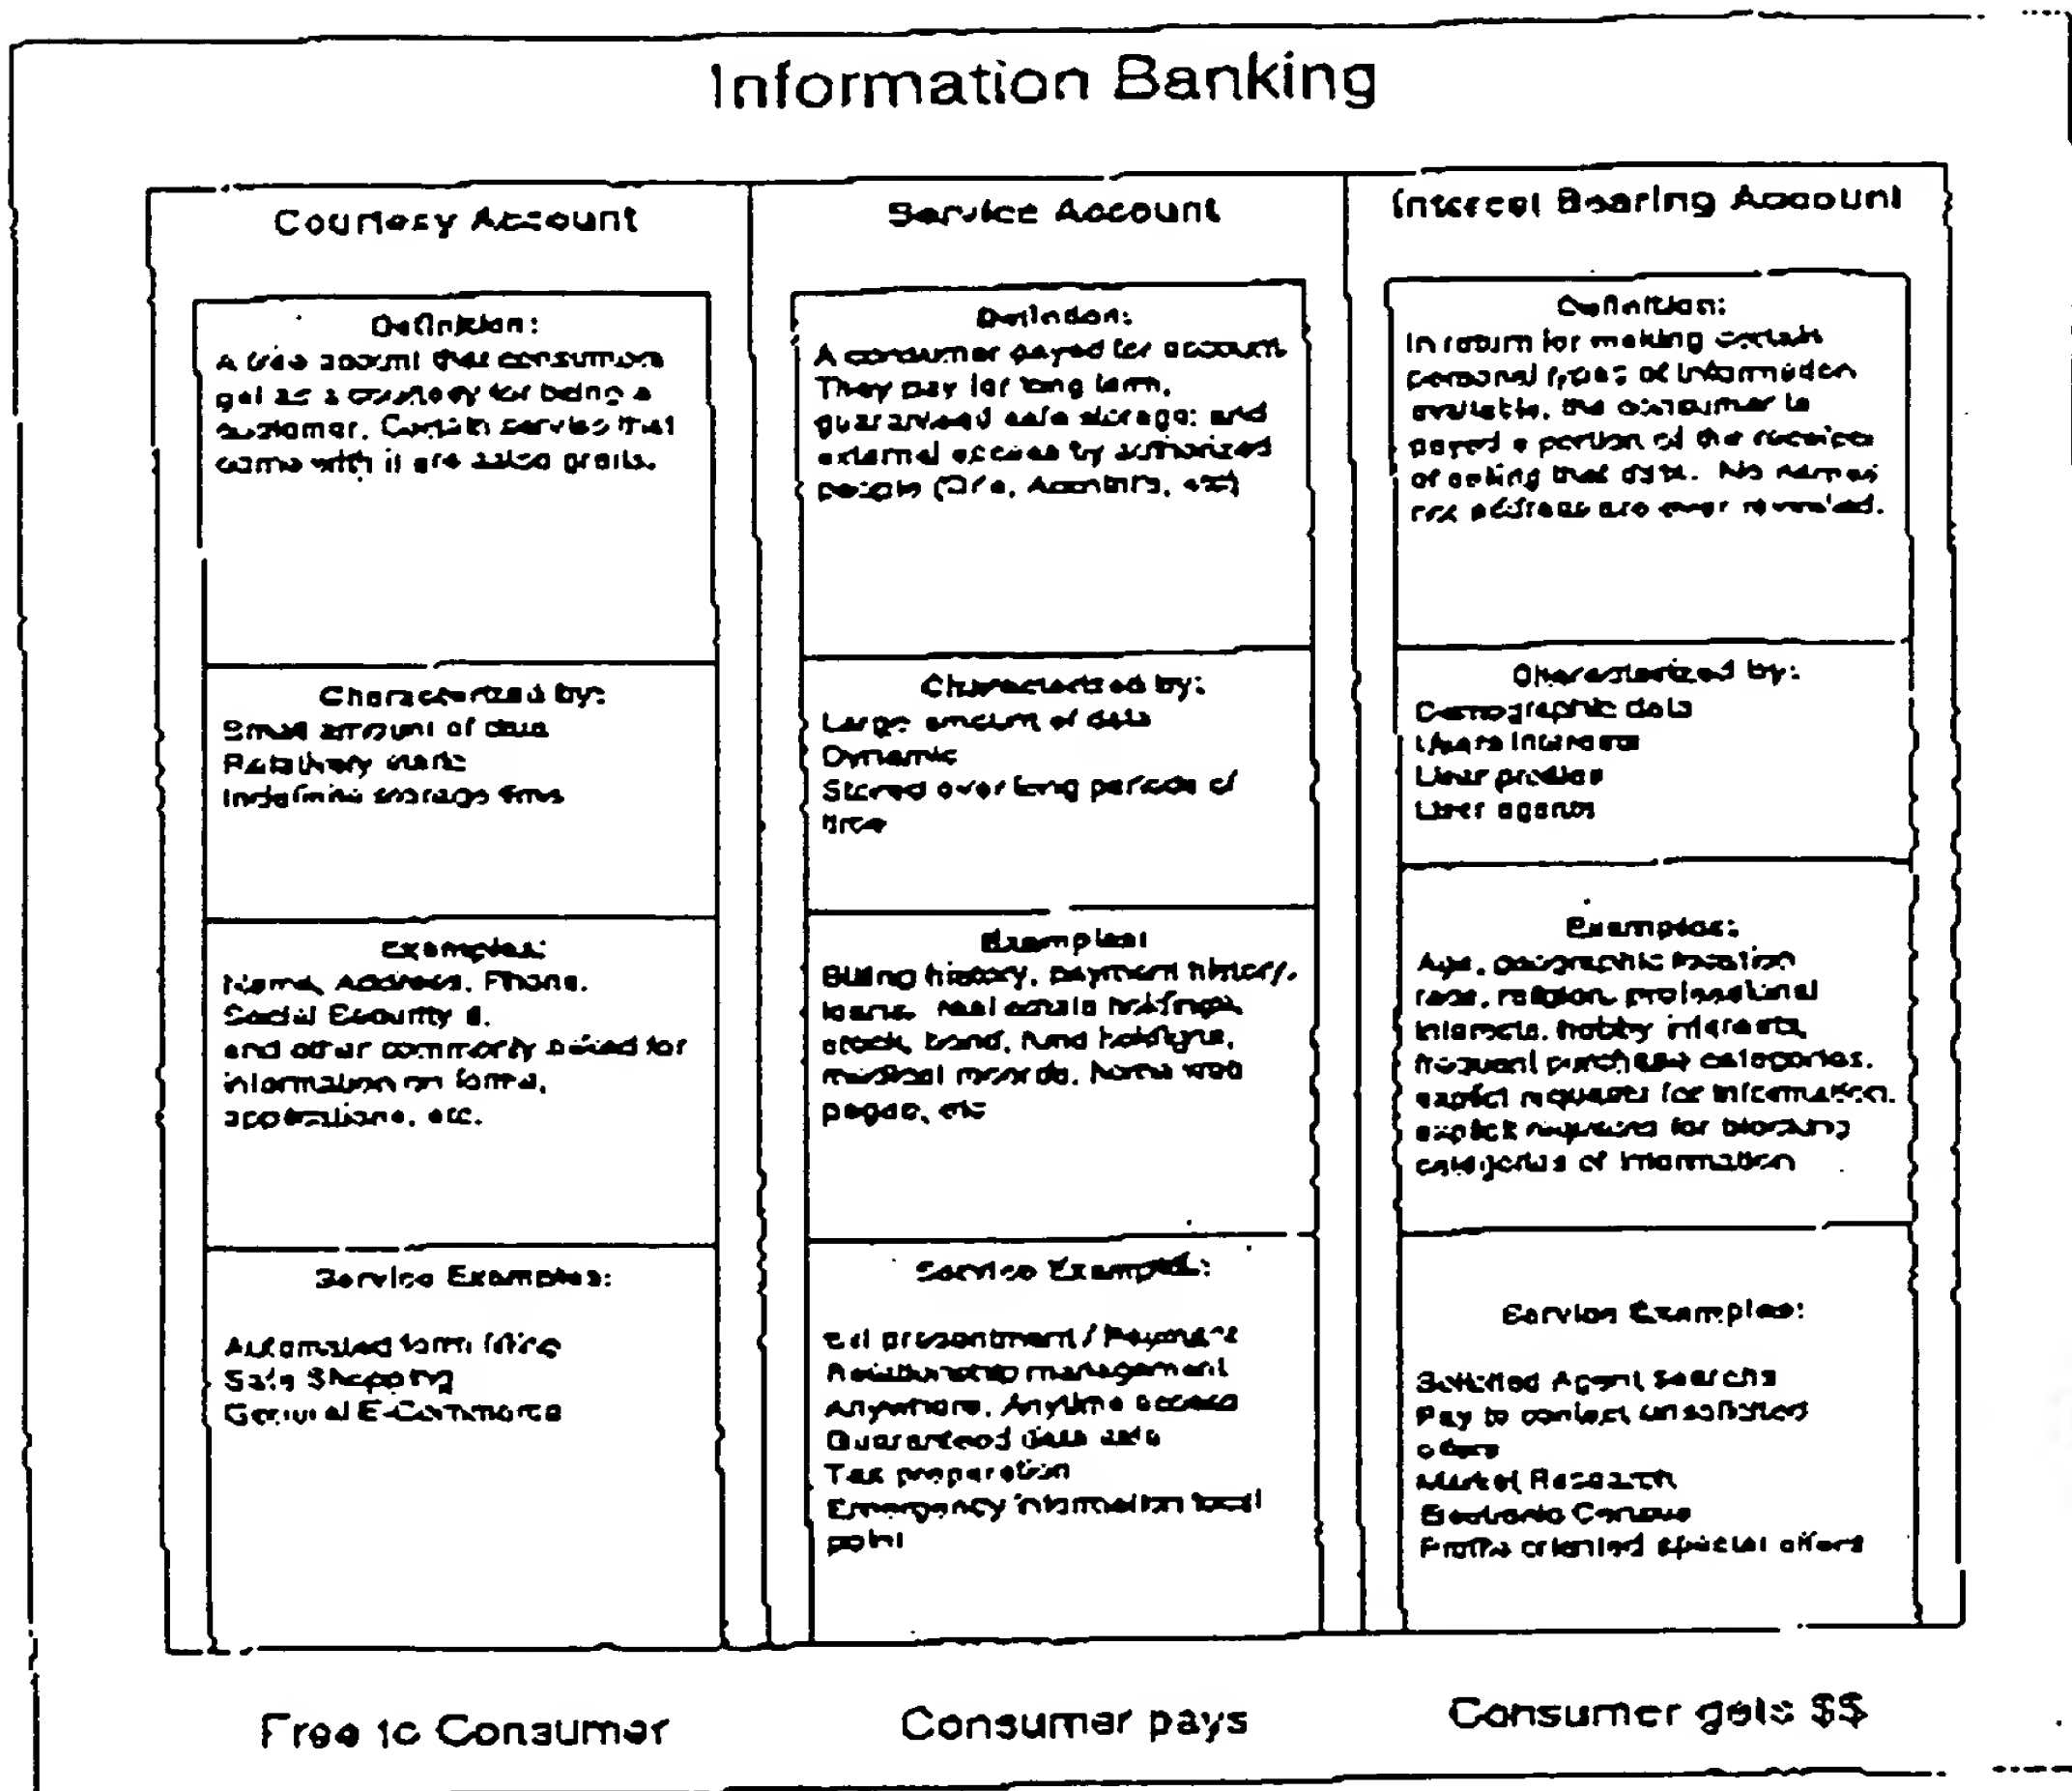 Information Banking
Courtesy Account
Definition:
A free account that consumers
get as a courtesy for being a
customer. Certain services that
come with it are also gratis.
Characterized by:
Small amount of data
Relatively static
Indefinite storage time
Examples:
Name, Address, Phone,
Social Security #,
and other commonly asked for
information on forms,
applications, etc.
Service Examples:
Automated form filling
Safe Shopping
General E-Commerce
Free to Consumer
Service Account
Definition:
A consumer payed for account.
They pay for long term,
guaranteed safe storage; and
external access by authorized
people (, etc)
Characterized by:
Large amount of data
Dynamic
Stored over long periods of
time
Examples:
Billing history, payment history,
loans, real estate holdings,
stock, bond, fund holdings,
medical records, home web
pages, etc
Service Examples:
Bill presentment / Payment
Relationship management
Anywhere, Anytime access
Guaranteed data safe
Tax preparation
Emergency information focal
point
Consumer pays
Interest Bearing Account
Definition:
In return for making certain
personal types of information
available, the consumer is
payed a portion of the receipts
of selling that data. No names
nor address are ever revealed.
Characterized by:
Demographic data
Users Interest
User profiles
User agents
Examples:
Age, geographic location
race, religion, professional
interests, hobby interests,
frequent purchase categories,
explict requests for information,
explicit requests for blocking
categories of information
Service Examples:
Solicited Agent searchs
Pay to contact, unsolicited
offers
Market Research
Electronic Census
Profile oriented special offers
Consumer gets $$